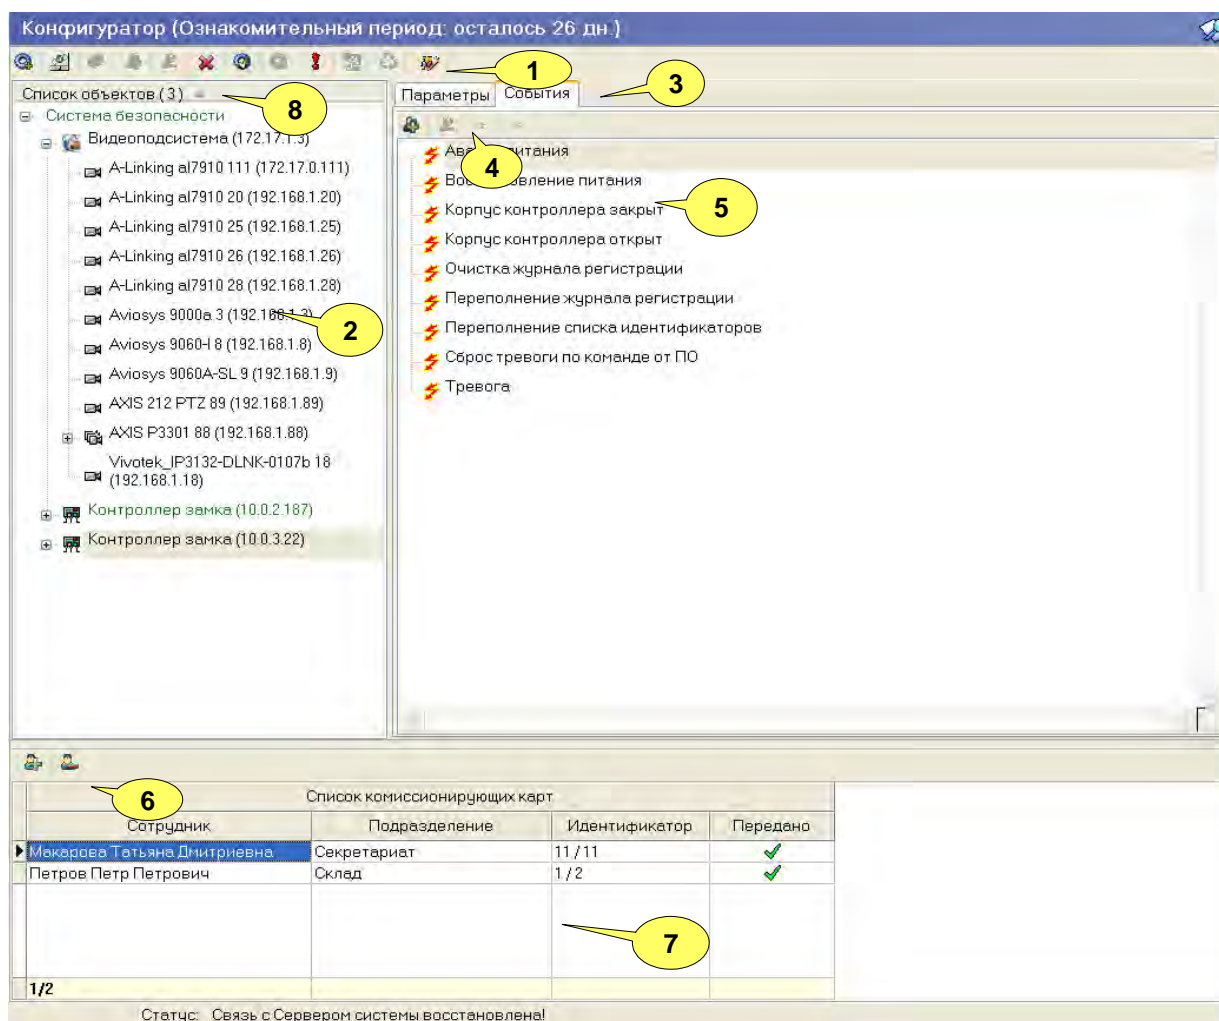 Конфигуратор (Ознакомительный период: осталось 26 дн.)
1
Список объектов (3)
8
Параметры
События
3
Система безопасности
Видеоподсистема (172.17.1.3)
A-Linking al7910 111 (172.17.0.111)
A-Linking al7910 20 (192.168.1.20)
A-Linking al7910 25 (192.168.1.25)
A-Linking al7910 26 (192.168.1.26)
A-Linking al7910 28 (192.168.1.28)
Aviosys 9000a 3 (192.168.1.3)
2
Aviosys 9060-I 8 (192.168.1.8)
Aviosys 9060A-SL 9 (192.168.1.9)
AXIS 212 PTZ 89 (192.168.1.89)
AXIS P3301 88 (192.168.1.88)
Vivotek_IP3132-DLNK-0107b 18
(192.168.1.18)
Контроллер замка (10.0.2.187)
Контроллер замка (10.0.3.22)
питания
4
питания
Корпус контроллера закрыт
5
Корпус контроллера открыт
Очистка журнала регистрации
Переполнение журнала регистрации
Переполнение списка идентификаторов
Сброс тревоги по команде от ПО
Тревога
6
Список комиссионирующих карт
Сотрудник Подразделение Идентификатор Передано
Макарова Татьяна Дмитриевна Секретариат 11/11
Петров Петр Петрович Склад 1/2
7
1/2
Статус: Связь с Сервером системы восстановлена!